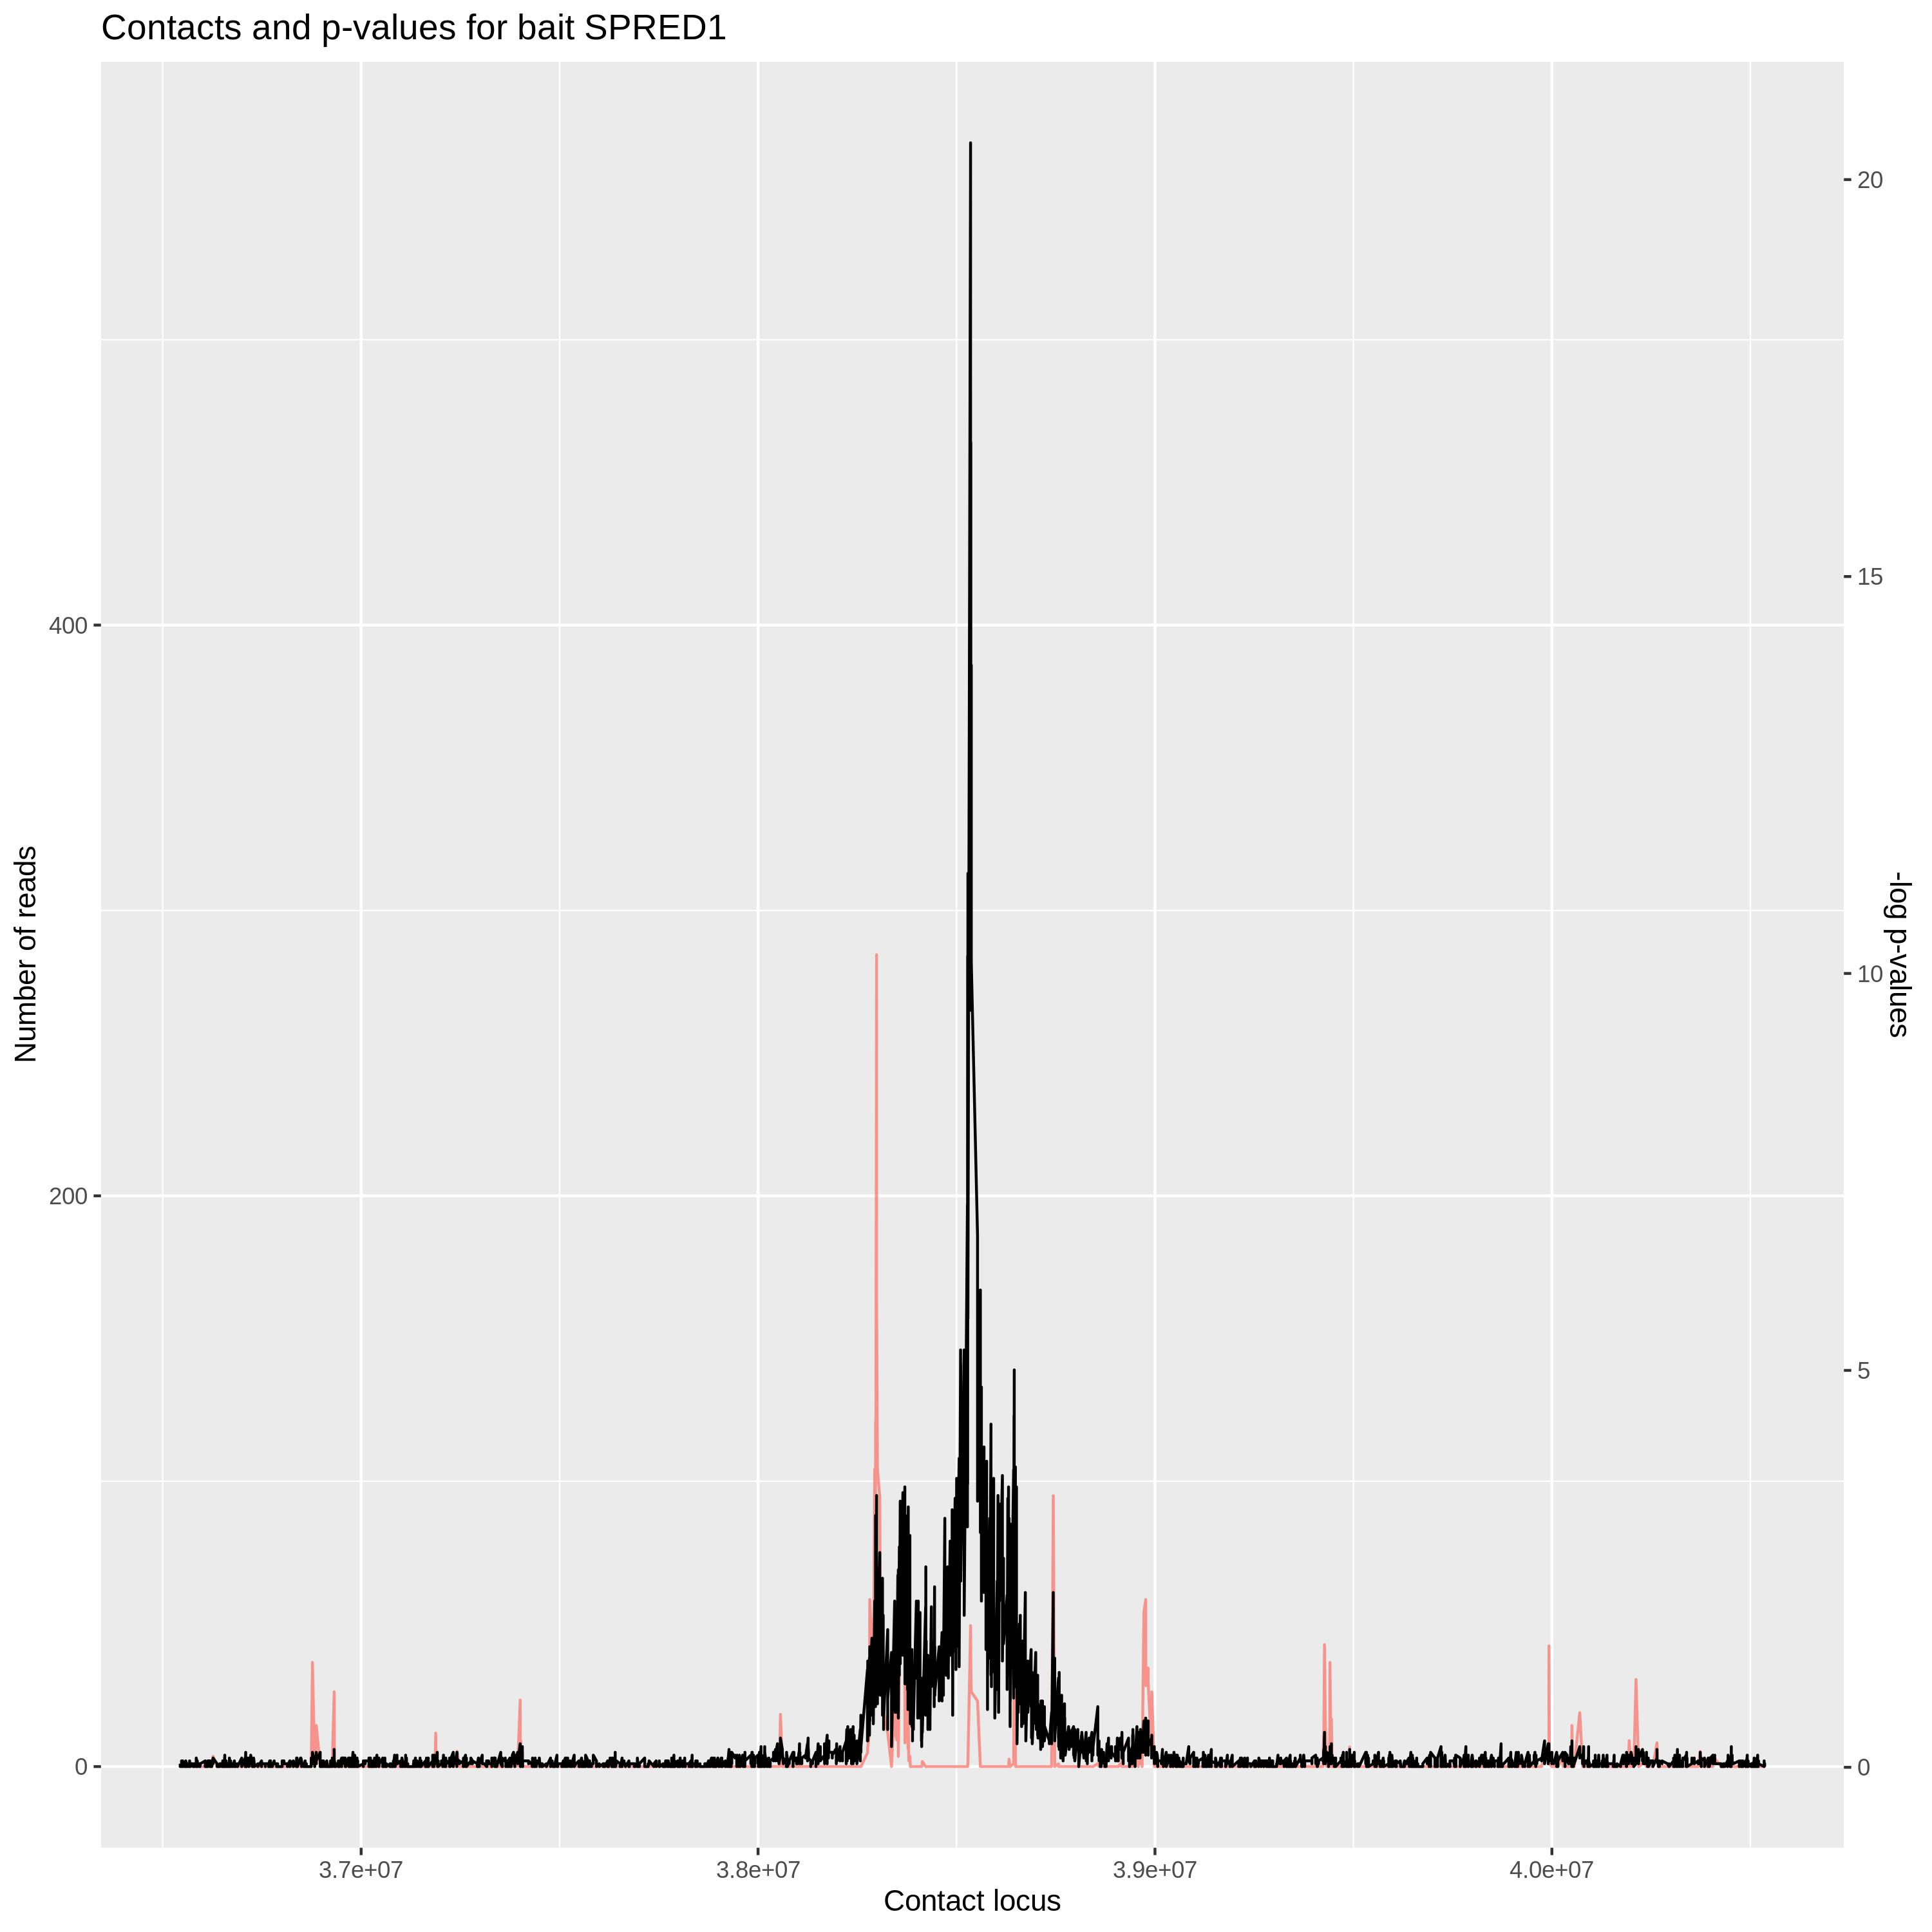 Contacts and p-values for bait SPRED1
Number of reads
400
200
0
20
15
10
5
0
-log p-values
3.7e+07
3.8e+07
3.9e+07
4.0e+07
Contact locus